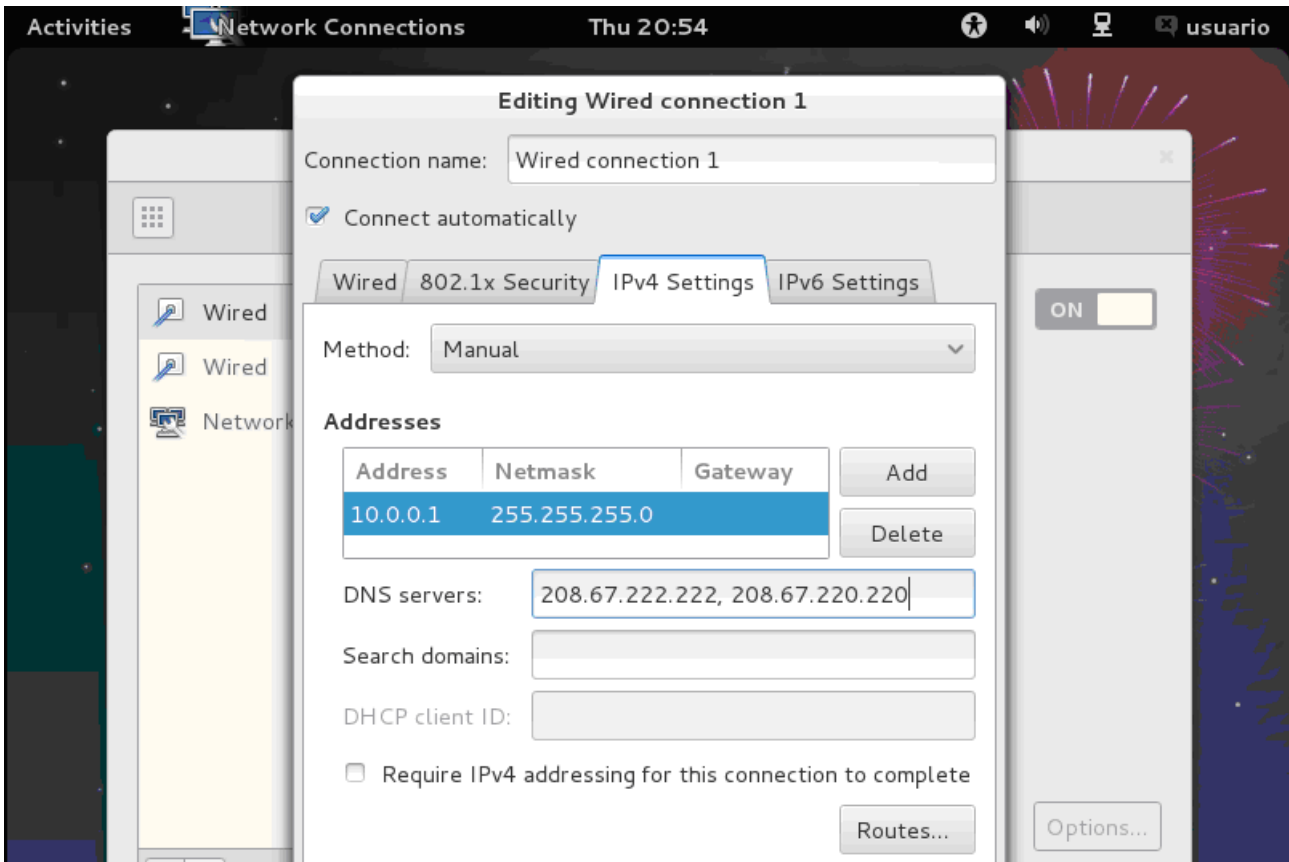 Activities Network Connections Thu 20:54 usuario
Editing Wired connection 1
Connection name: Wired connection 1
Connect automatically
Wired 802.1x Security IPv4 Settings IPv6 Settings
Wired
ON
Method: Manual
Wired
Network
Addresses
Address Netmask Gateway Add
10.0.0.1 255.255.255.0
Delete
DNS servers: 208.67.222.222, 208.67.220.220
Search domains:
DHCP client ID:
Require IPv4 addressing for this connection to complete
Routes... Options...